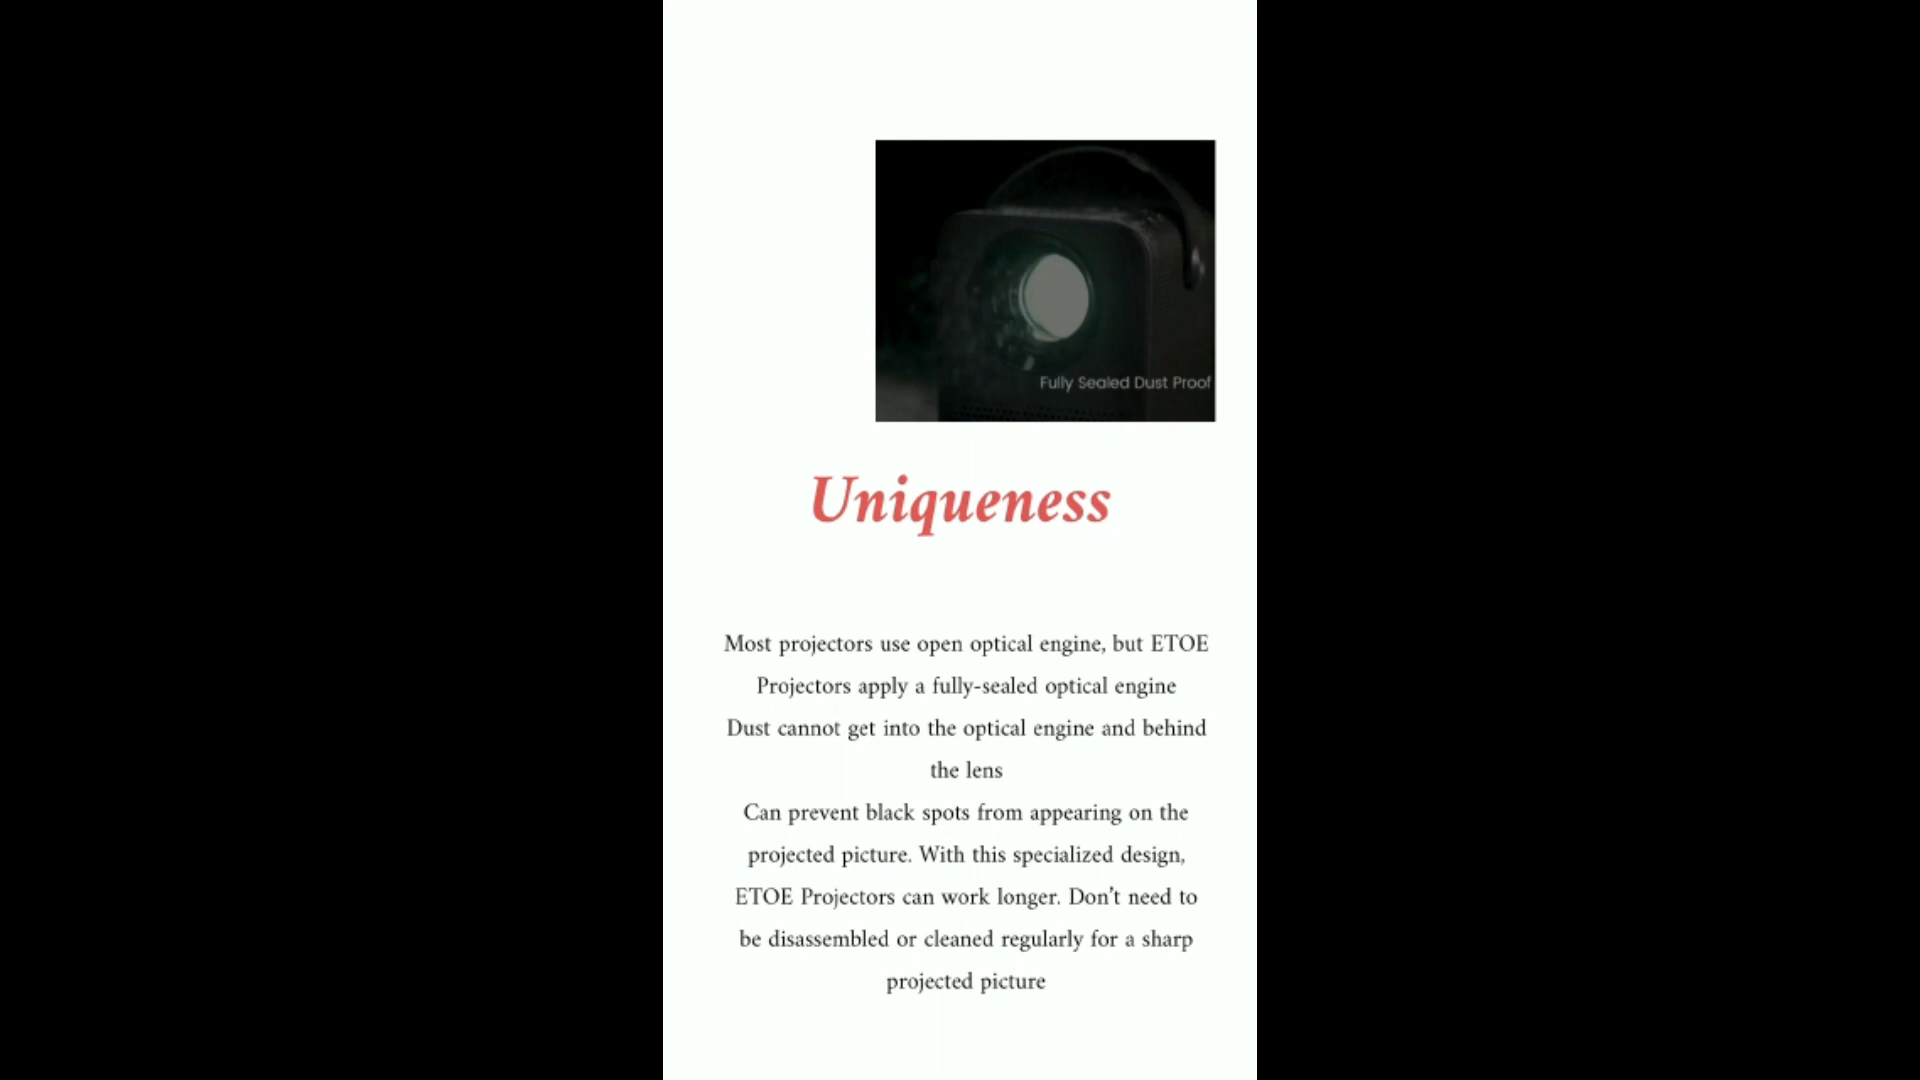 Fully Sealed Dust Proof
Uniqueness
Most projectors use open optical engine, but ETOE
Projectors apply a fully-sealed optical engine
Dust cannot get into the optical engine and behind
the lens
Can prevent black spots from appearing on the
projected picture. With this specialized design,
ETOE Projectors can work longer. Don't need to
be disassembled or cleaned regularly for a sharp
projected picture